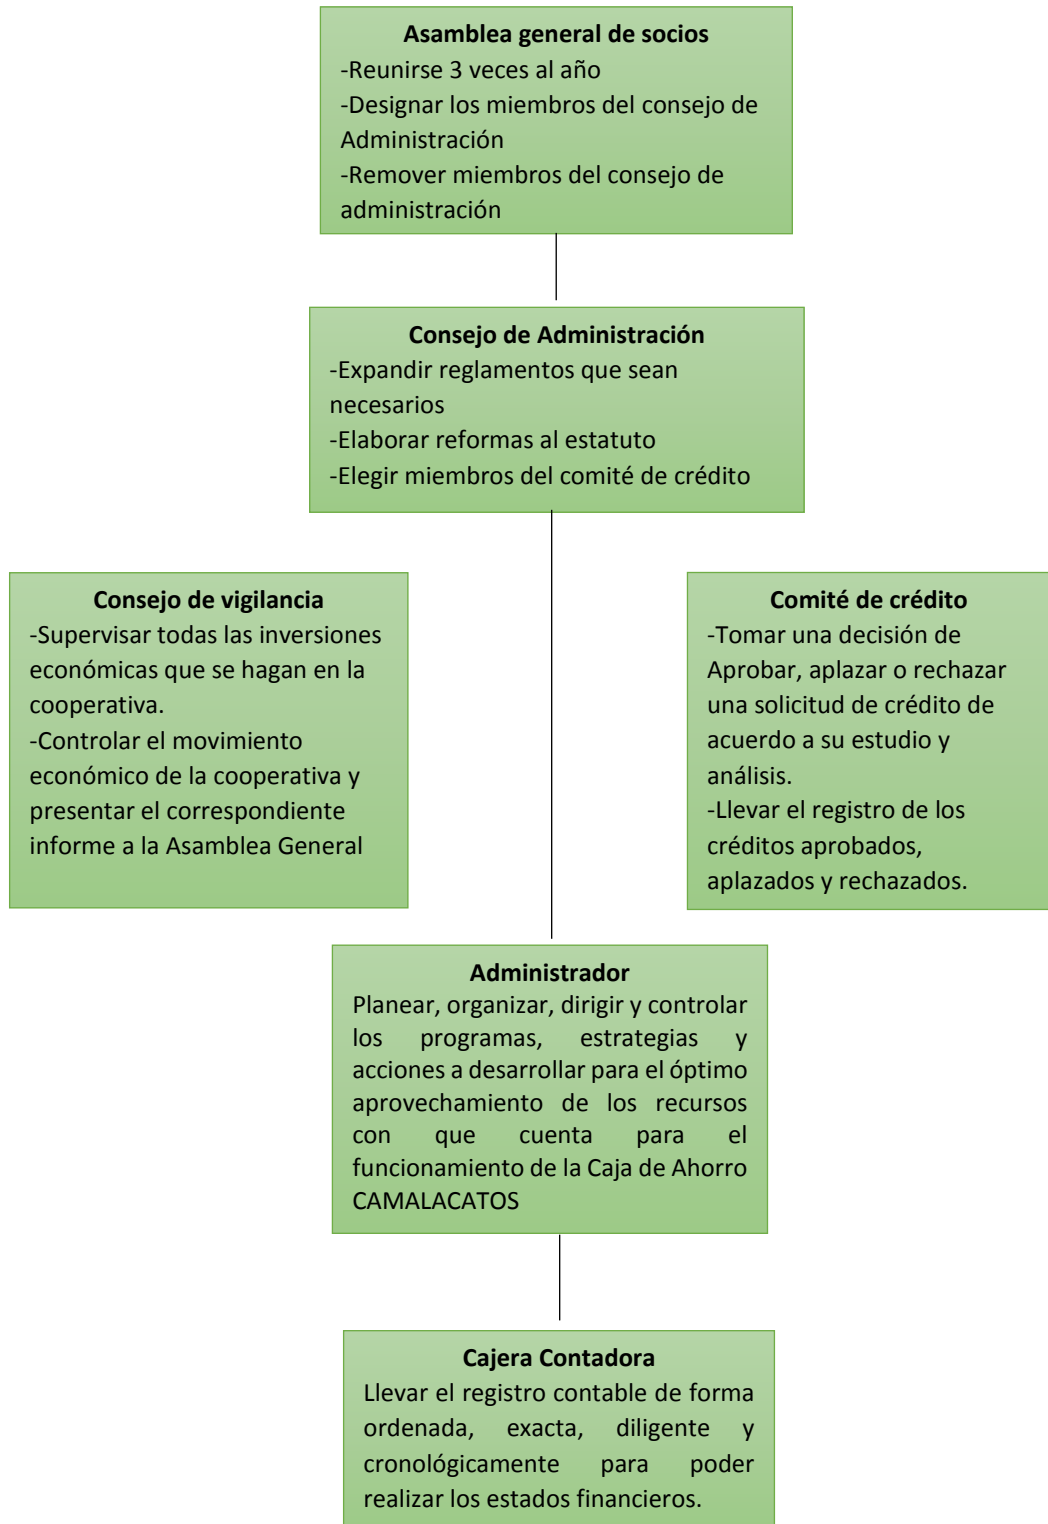 Asamblea general de socios
-Reunirse 3 veces al año
-Designar los miembros del consejo de
Administración
-Remover miembros del consejo de
administración
Consejo de Administración
-Expandir reglamentos que sean
necesarios
-Elaborar reformas al estatuto
-Elegir miembros del comité de crédito
Consejo de vigilancia
-Supervisar todas las inversiones
económicas que se hagan en la
cooperativa.
-Controlar el movimiento
económico de la cooperativa y
presentar el correspondiente
informe a la Asamblea General
Comité de crédito
-Tomar una decisión de
Aprobar, aplazar o rechazar
una solicitud de crédito de
acuerdo a su estudio y
análisis.
-Llevar el registro de los
créditos aprobados,
aplazados y rechazados.
Administrador
Planear, organizar, dirigir y controlar
los programas, estrategias y
acciones a desarrollar para el óptimo
aprovechamiento de los recursos
con que cuenta para el
funcionamiento de la Caja de Ahorro
CAMALACATOS
Cajera Contadora
Llevar el registro contable de forma
ordenada, exacta, diligente y
cronológicamente para poder
realizar los estados financieros.